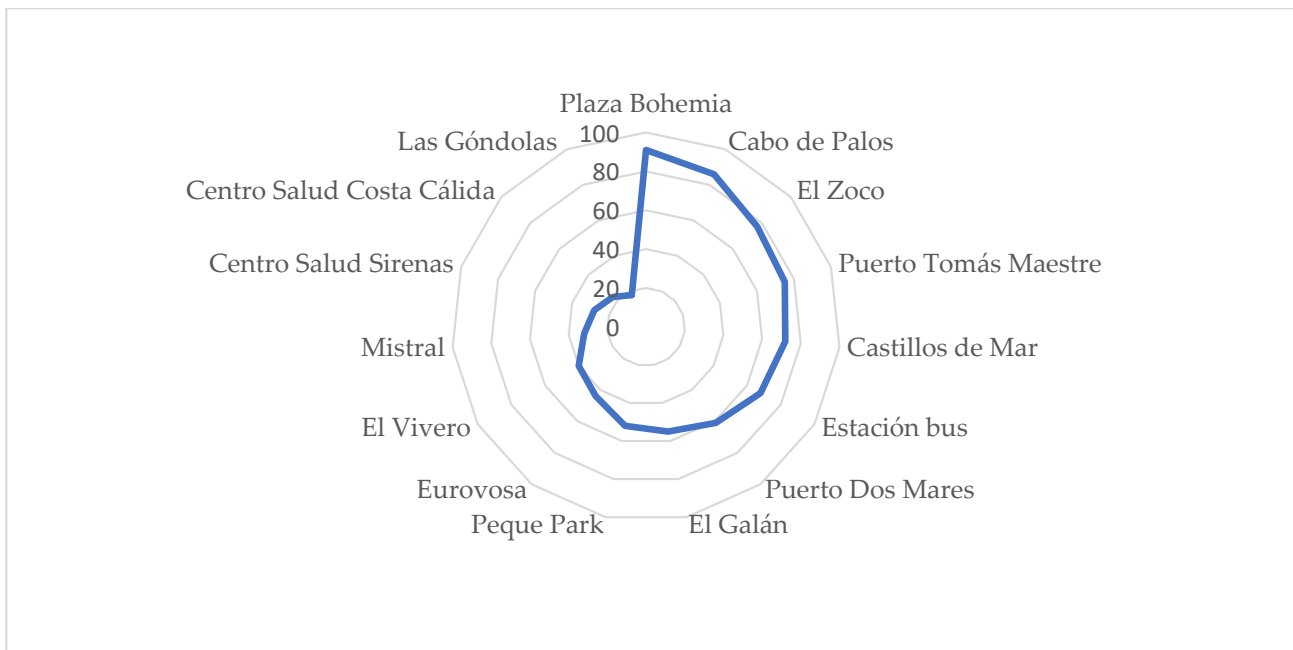 Plaza Bohemia
Cabo de Palos
El Zoco
Puerto Tomás Maestre
Castillos de Mar
Estación bus
Puerto Dos Mares
El Galán
Peque Park
Eurovosa
El Vivero
Mistral
Centro Salud Sirenas
Centro Salud Costa Cálida
Las Góndolas
100
80
60
40
20
0